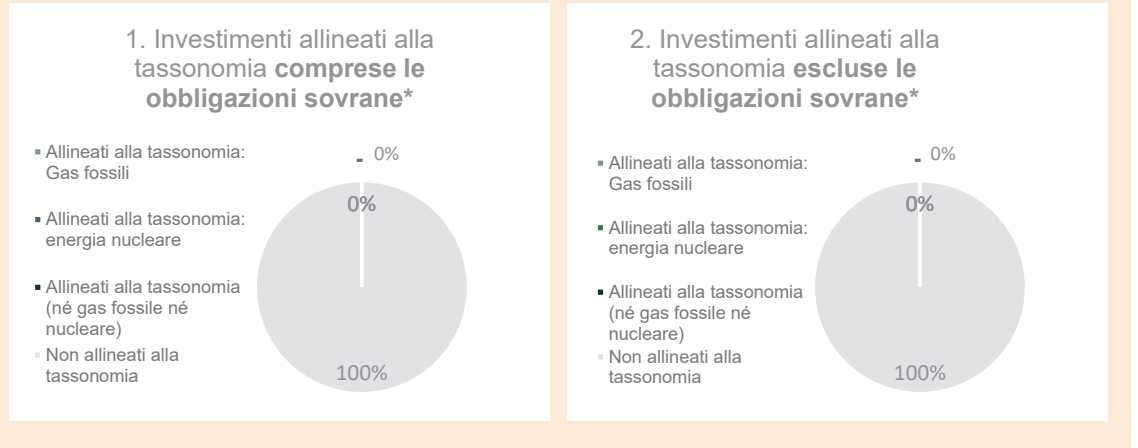 1. Investimenti allineati alla
tassonomia comprese le
obbligazioni sovrane*
Allineati alla tassonomia:
Gas fossili
Allineati alla tassonomia:
energia nucleare
Allineati alla tassonomia
(né gas fossile né
nucleare)
Non allineati alla
tassonomia
- 0%
0%
100%
2. Investimenti allineati alla
tassonomia escluse le
obbligazioni sovrane*
Allineati alla tassonomia:
Gas fossili
Allineati alla tassonomia:
energia nucleare
Allineati alla tassonomia
(né gas fossile né
nucleare)
Non allineati alla
tassonomia
- 0%
0%
100%